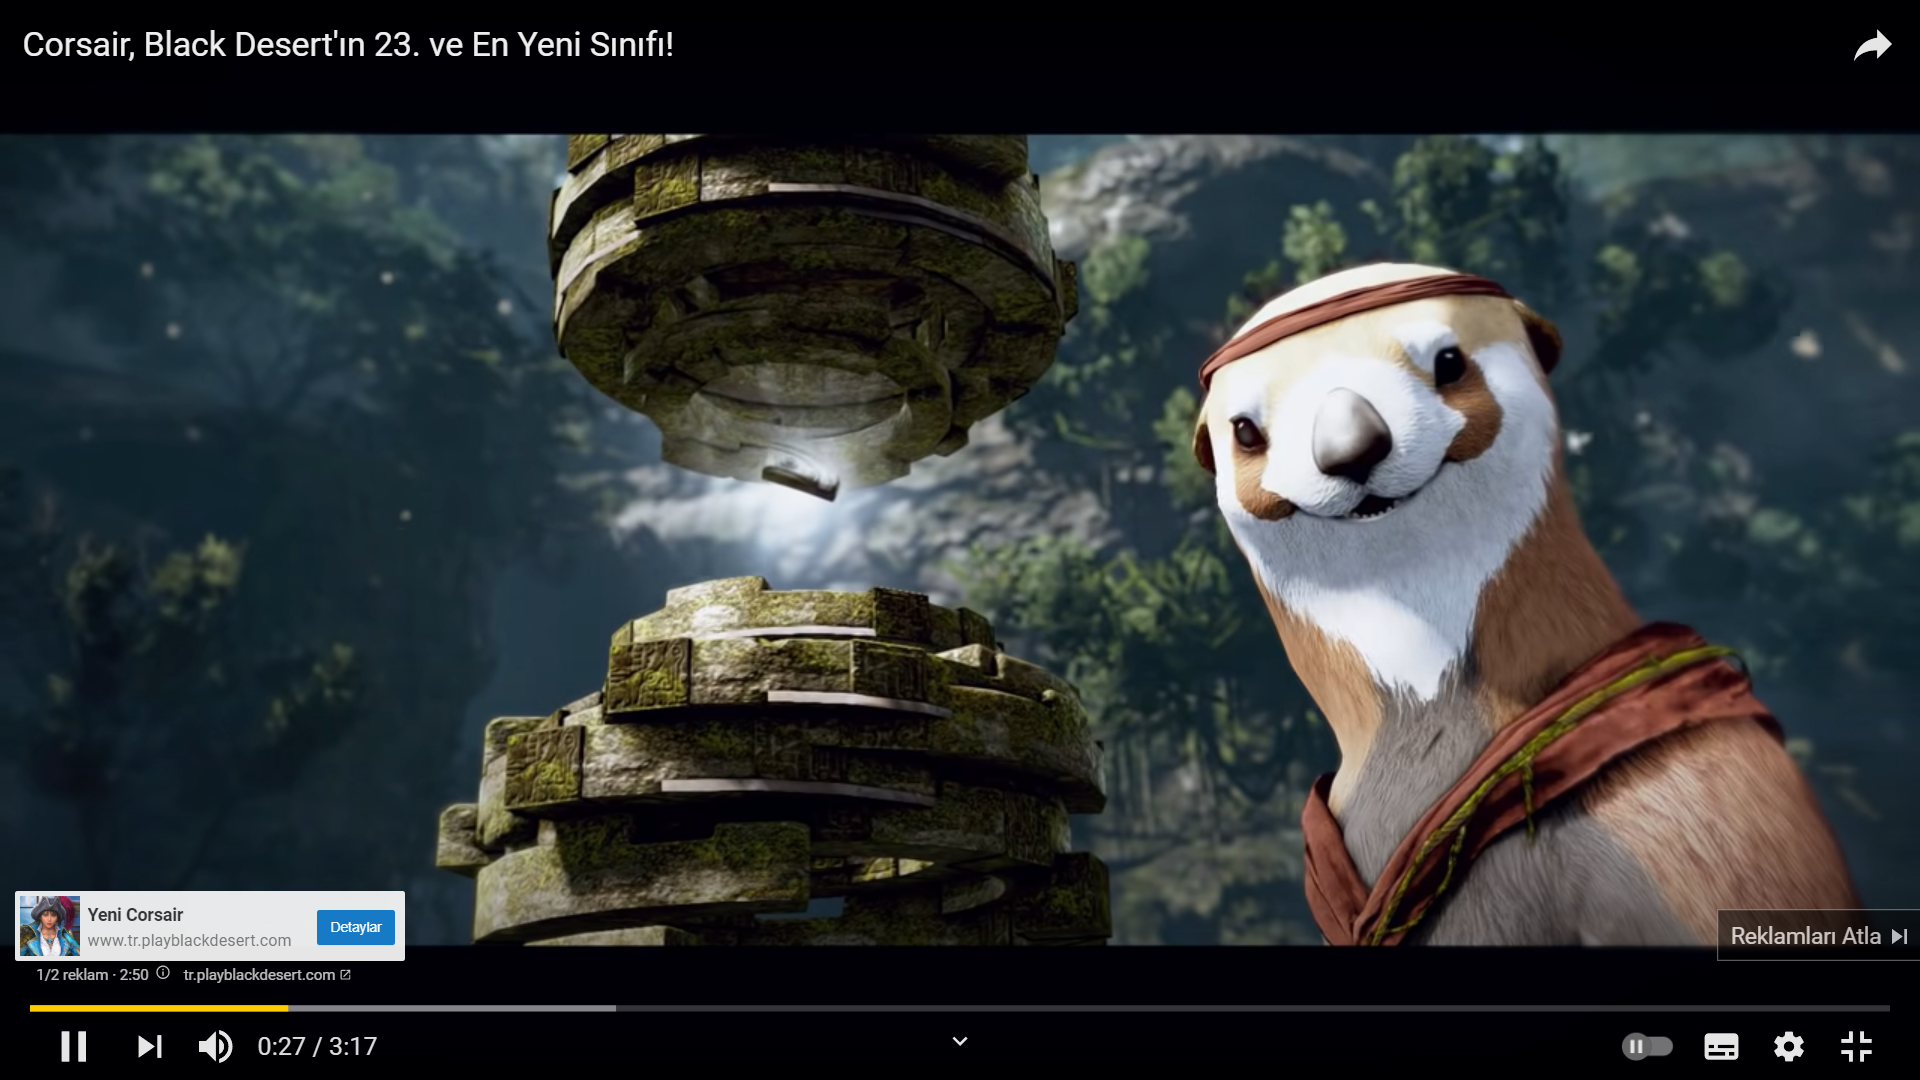 Corsair, Black Desert'ın 23. ve En Yeni Sınıfı!
Yeni Corsair
www.tr.playblackdesert.com
Detaylar
Reklamları Atla
1/2 reklam · 2:50 tr.playblackdesert.com
0:27 / 3:17